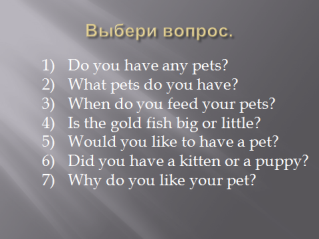 Выбери вопрос.
1) Do you have any pets?
2) What pets do you have?
3) When do you feed your pets?
4) Is the gold fish big or little?
5) Would you like to have a pet?
6) Did you have a kitten or a puppy?
7) Why do you like your pet?